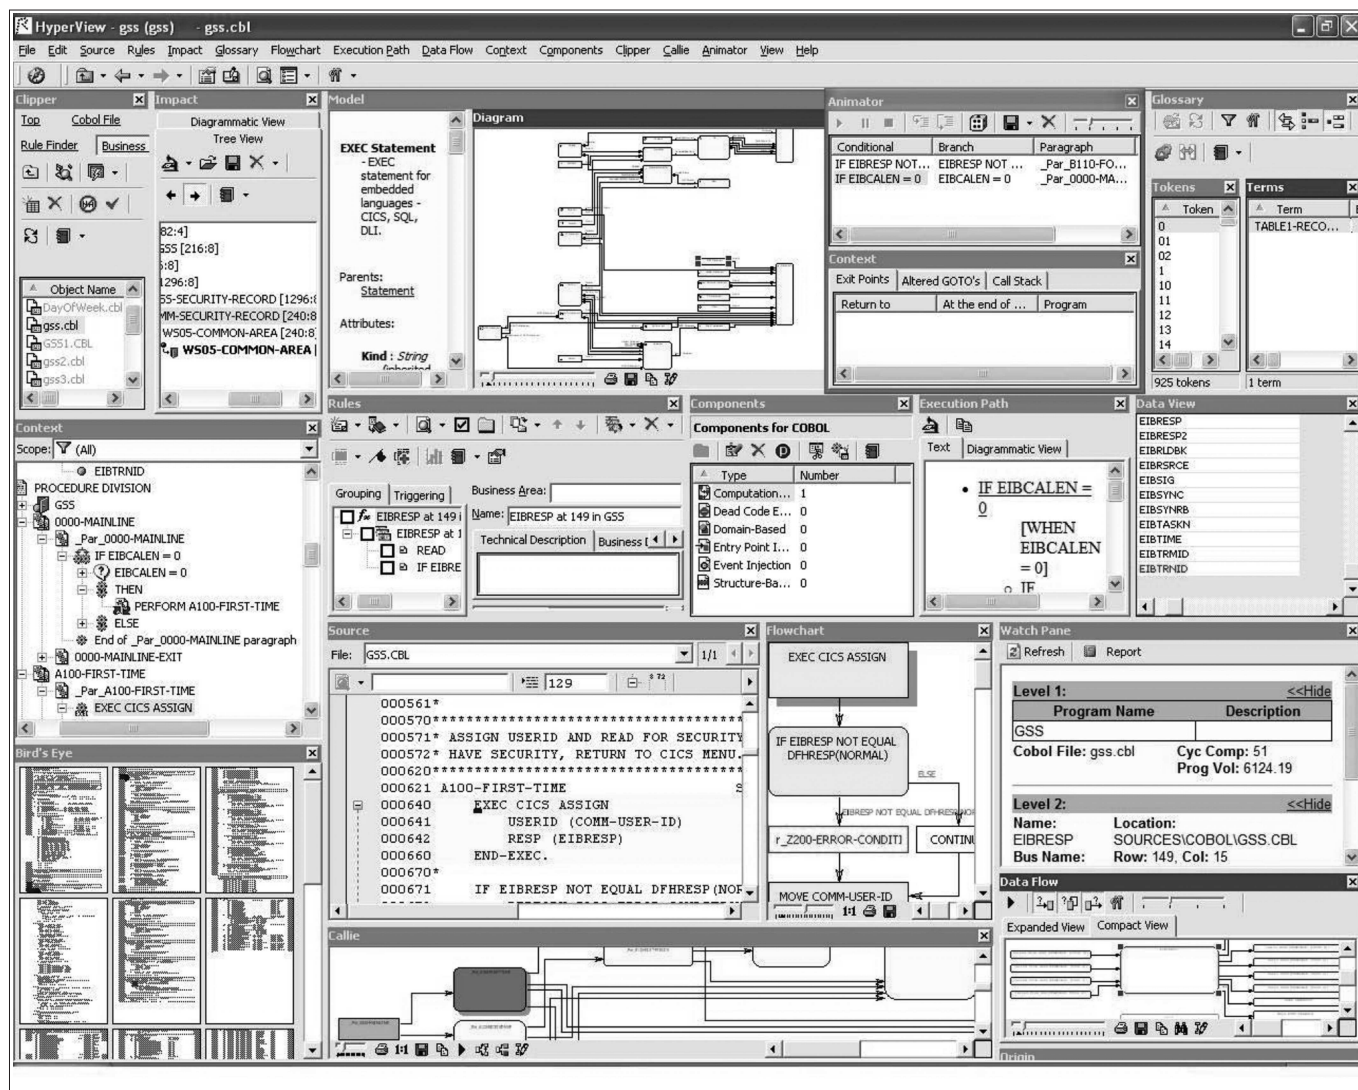 HyperView - gss (gss) - gss.cbl
File Edit Source Rules Impact Glossary Flowchart Execution Path Data Flow Context Components Clipper Callie Animator View Help
Clipper
Top Cobol File
Rule Finder Business
Object Name
DayOfWeek.cbl
gss.cbl
GSS1.CBL
gss2.cbl
gss3.cbl
Impact
Diagrammatic View
Tree View
82:4]
GSS [216:8]
5:8]
1296:8]
SS-SECURITY-RECORD [1296:8
MM-SECURITY-RECORD [240:8
WS05-COMMON-AREA [240:8]
WS05-COMMON-AREA [
Model
EXEC Statement
- EXEC
statement for
embedded
languages -
CICS, SQL,
DLI.
Parents:
Statement
Attributes:
Kind : String
(inherited
Diagram
Animator
Conditional Branch Paragraph
IF EIBRESP NOT... EIBRESP NOT ... _Par_B110-FO...
IF EIBCALEN = 0 EIBCALEN = 0 _Par_0000-MA...
Context
Exit Points Altered GOTO's Call Stack
Return to At the end of ... Program
Glossary
Tokens
Token
0
01
02
1
10
11
12
13
14
925 tokens
Terms
Term
TABLE1-RECO...
1 term
Context
Scope: (All)
EIBTRNID
PROCEDURE DIVISION
GSS
0000-MAINLINE
_Par_0000-MAINLINE
IF EIBCALEN = 0
EIBCALEN = 0
THEN
PERFORM A100-FIRST-TIME
ELSE
End of _Par_0000-MAINLINE paragraph
0000-MAINLINE-EXIT
A100-FIRST-TIME
_Par_A100-FIRST-TIME
EXEC CICS ASSIGN
Rules
Grouping Triggering
EIBRESP at 149 i
EIBRESP at 1
READ
IF EIBRE
Business Area:
Name: EIBRESP at 149 in GSS
Technical Description Business D
Components
Components for COBOL
Type Number
Computation... 1
Dead Code E... 0
Domain-Based 0
Entry Point I... 0
Event Injection 0
Structure-Ba... 0
Execution Path
Text Diagrammatic View
IF EIBCALEN =
0
[WHEN
EIBCALEN
= 0]
IF
Data View
EIBRESP
EIBRESP2
EIBRLDBK
EIBRSRCE
EIBSIG
EIBSYNC
EIBSYNRB
EIBTASKN
EIBTIME
EIBTRMID
EIBTRNID
Source
File: GSS.CBL 1/1
129
000561*
000570************************************
000571* ASSIGN USERID AND READ FOR SECURITY
000572* HAVE SECURITY, RETURN TO CICS MENU.
000620************************************
000621 A100-FIRST-TIME S
000640 EXEC CICS ASSIGN
000641 USERID (COMM-USER-ID)
000642 RESP (EIBRESP)
000660 END-EXEC.
000670*
000671 IF EIBRESP NOT EQUAL DFHRESP(NOR
Flowchart
EXEC CICS ASSIGN
IF EIBRESP NOT EQUAL
DFHRESP(NORMAL)
ELSE
EIBRESP NOT EQUAL DFHRESP(NOR
r_Z200-ERROR-CONDITI
CONTINU
MOVE COMM-USER-ID
1:1
Watch Pane
Refresh Report
Level 1: <<Hide
Program Name Description
GSS
Cobol File: gss.cbl Cyc Comp: 51
Prog Vol: 6124.19
Level 2: <<Hide
Name: Location:
EIBRESP SOURCES\COBOL\GSS.CBL
Bus Name: Row: 149, Col: 15
Bird's Eye
Callie
1:1
Data Flow
Expanded View Compact View
Origin